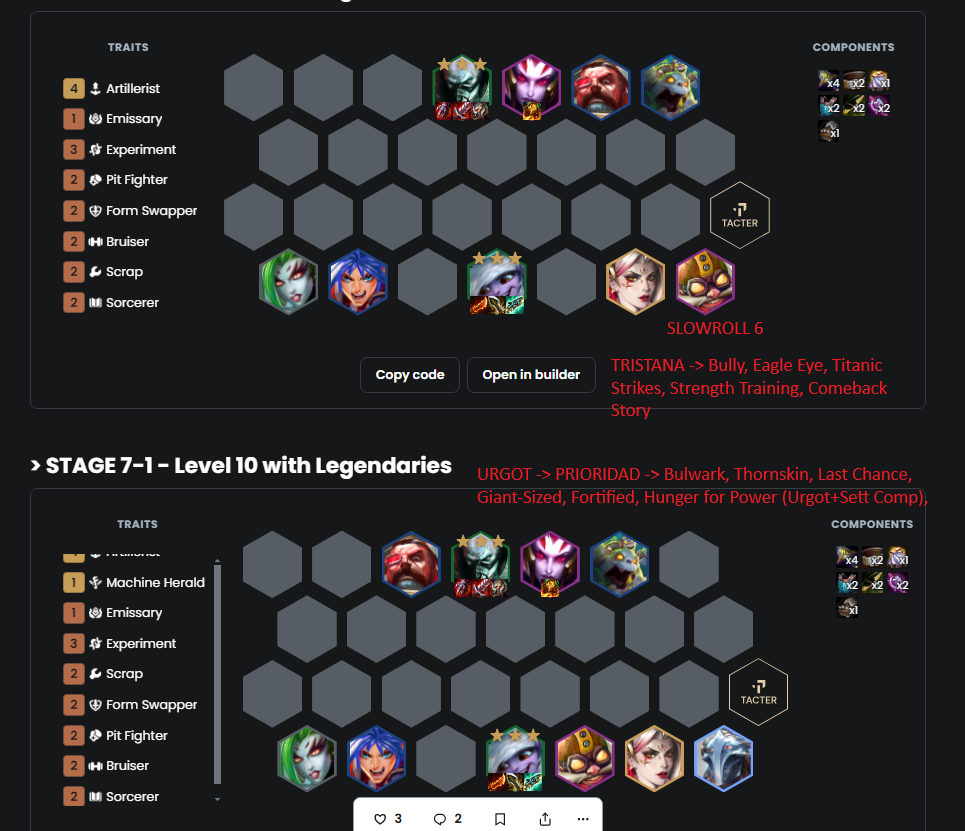 TRAITS
COMPONENTS
4 Artillerist
1 Emissary
3 Experiment
2 Pit Fighter
2 Form Swapper
2 Bruiser
2 Scrap
2 Sorcerer
x4 x2 x1
x2 x2 x2
x1
TACTER
SLOWROLL 6
Copy code
Open in builder
TRISTANA -> Bully, Eagle Eye, Titanic
Strikes, Strength Training, Comeback
Story
> STAGE 7-1 – Level 10 with Legendaries
URGOT -> PRIORIDAD -> Bulwark, Thornskin, Last Chance,
Giant-Sized, Fortified, Hunger for Power (Urgot+Sett Comp),
TRAITS
COMPONENTS
Artillerist
1 Machine Herald
1 Emissary
3 Experiment
2 Scrap
2 Form Swapper
2 Pit Fighter
2 Bruiser
2 Sorcerer
x4 x2 x1
x2 x2 x2
x1
TACTER
3
2